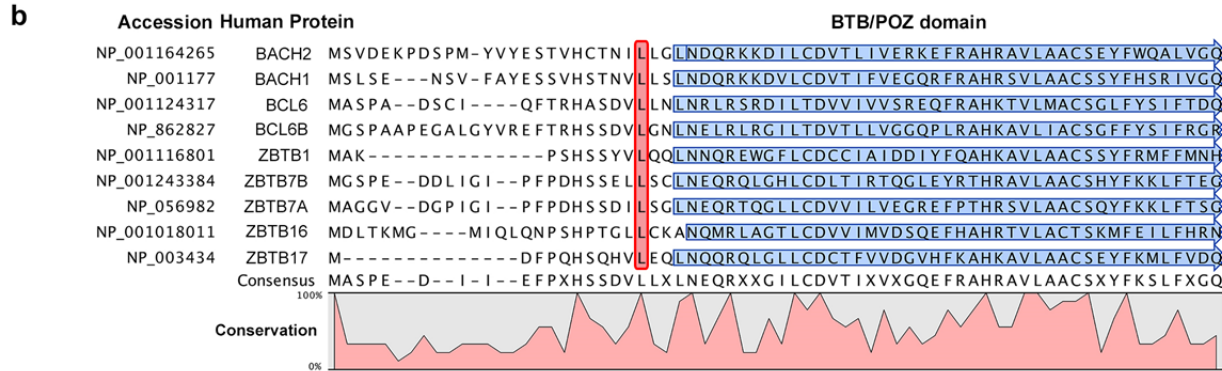 b
Accession Human Protein BTB/POZ domain
NP_001164265 BACH2 MSVDEKPDSPM-YVYESTVHCTNILLGLNDQRKKDILCDVTLIVERKEFRAHRAVLAACSEYFWQALVGQ
NP_001177 BACH1 MSLSE---NSV-FAYESSVHSTNVLLSLNDQRKKDVLCDVTIFVEGQRFRAHRSVLAACSSYFHSRIVGQ
NP_001124317 BCL6 MASPA--DSCI----QFTRHASDVLLNLNRLRSRDILTDVVIVVSREQFRAHKTVLMACSGLFYSIFTDQ
NP_862827 BCL6B MGSPAAPEGALGYVREFTRHSSDVLGNLNELRLRGILTDVTLLVGGQPLRAHKAVLIACSGFFYSIFRGR
NP_001116801 ZBTB1 MAK--------------PSHSSYVLQQLNNQREWGFLCDCCIAIDDIYFQAHKAVLAACSSYFRMFFMNH
NP_001243384 ZBTB7B MGSPE--DDLIGI--PFPDHSSELLSCLNEQRQLGHLCDLTIRTQGLEYRTHRAVLAACSHYFKKLFTEG
NP_056982 ZBTB7A MAGGV--DGPIGI--PFPDHSSDILSGLNEQRTQGLLCDVVILVEGREFPTHRSVLAACSQYFKKLFTSG
NP_001018011 ZBTB16 MDLTKMG----MIQLQNPSHPTGLLCKANQMRLAGTLCDVVIMVDSQEFHAHRTVLACTSKMFEILFHRN
NP_003434 ZBTB17 M--------------DFPQHSQHVLEQLNQQRQLGLLCDCTFVVDGVHFKAHKAVLAACSEYFKMLFVDQ
Consensus MASPE--D-I-I--EFPXHSSDVLLXLNEQRXXGILCDVTIXVXGQEFRAHKAVLAACSXYFKSLFXGQ
100%
Conservation
0%